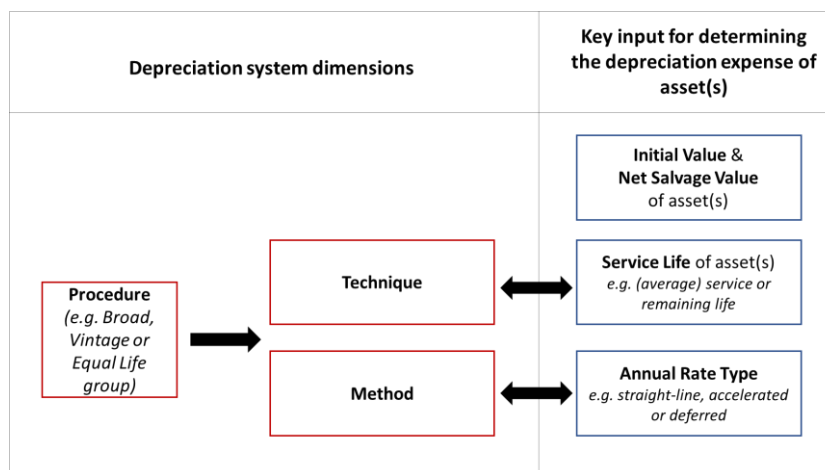 Depreciation system dimensions
Key input for determining
the depreciation expense of
asset(s)
Initial Value &
Net Salvage Value
of asset(s)
Technique
Service Life of asset(s)
e.g. (average) service or
remaining life
Procedure
(e.g. Broad,
Vintage or
Equal Life
group)
Method
Annual Rate Type
e.g. straight-line, accelerated
or deferred